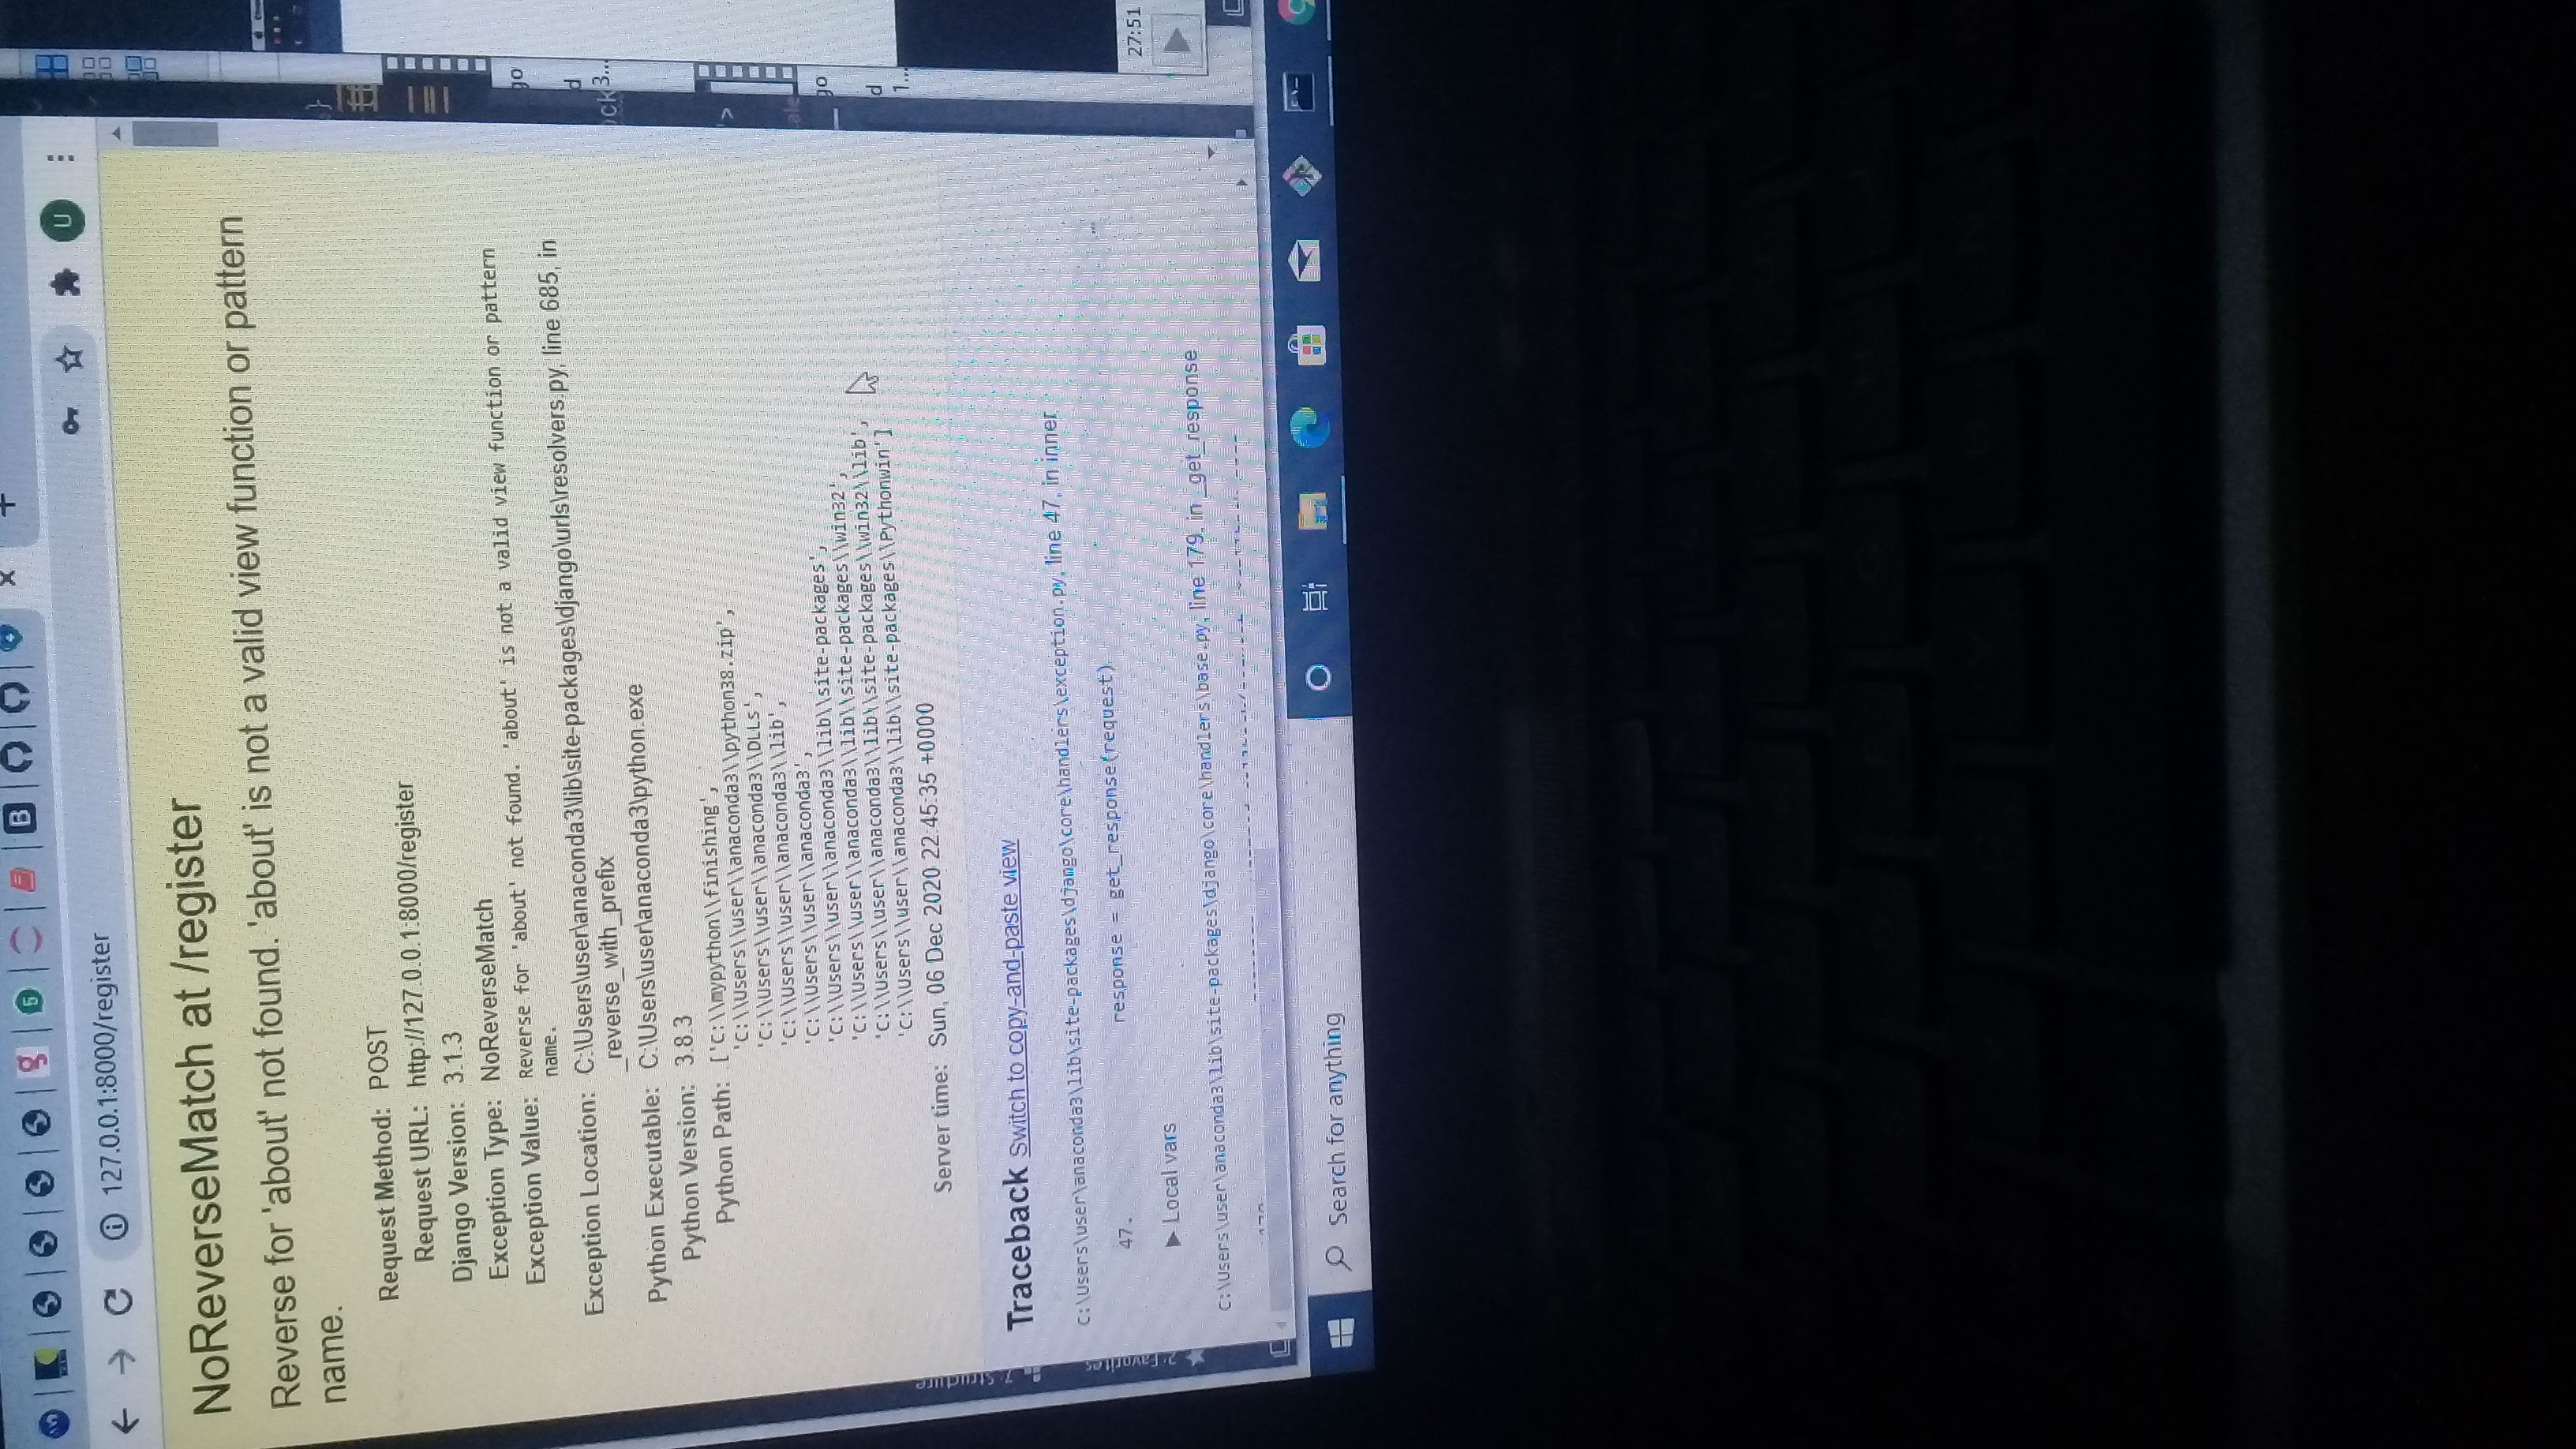 127.0.0.1:8000/register
U
NoReverseMatch at /register
Reverse for 'about' not found. 'about' is not a valid view function or pattern
name.
Request Method: POST
Request URL: http://127.0.0.1:8000/register
Django Version: 3.1.3
Exception Type: NoReverseMatch
Exception Value: Reverse for 'about' not found. 'about' is not a valid view function or pattern
name.
Exception Location: C:\Users\user\anaconda3\lib\site-packages\django\urls\resolvers.py, line 685, in
_reverse_with_prefix
Python Executable: C:\Users\user\anaconda3\python.exe
Python Version: 3.8.3
Python Path: ['C:\\mypython\\finishing',
'C:\\Users\\user\\anaconda3\\python38.zip',
'C:\\Users\\user\\anaconda3\\DLLs',
'C:\\Users\\user\\anaconda3\\lib',
'C:\\Users\\user\\anaconda3',
'C:\\Users\\user\\anaconda3\\lib\\site-packages',
'C:\\Users\\user\\anaconda3\\lib\\site-packages\\win32',
'C:\\Users\\user\\anaconda3\\lib\\site-packages\\win32\\lib',
'C:\\Users\\user\\anaconda3\\lib\\site-packages\\Pythonwin']
Server time: Sun, 06 Dec 2020 22:45:35 +0000
Traceback Switch to copy-and-paste view
C:\Users\user\anaconda3\lib\site-packages\django\core\handlers\exception.py, line 47, in inner
47. response = get_response(request)
...
▶ Local vars
C:\Users\user\anaconda3\lib\site-packages\django\core\handlers\base.py, line 179, in _get_response
7: Structure
2: Favorites
go
d
3...
go
d
1...
27:51
Search for anything